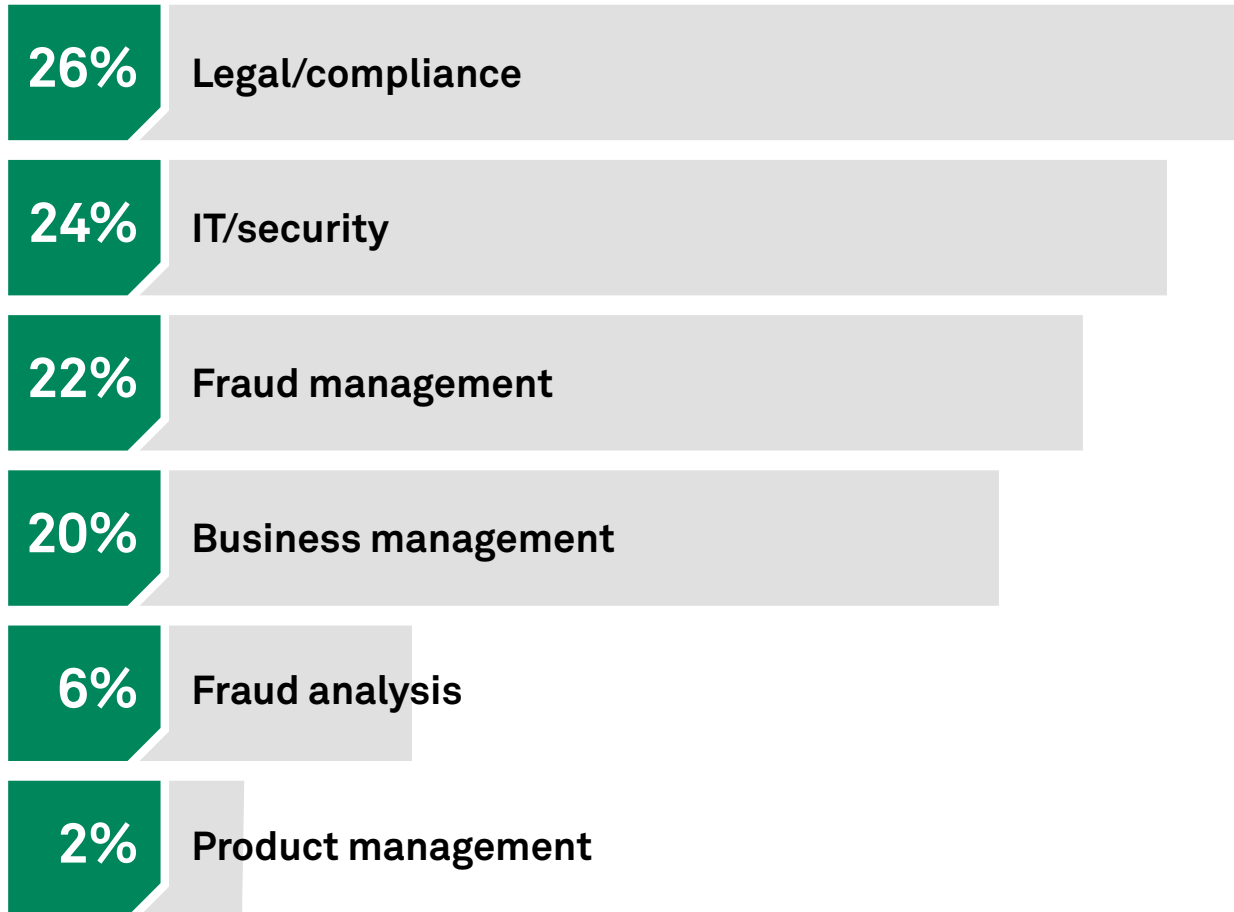 26% Legal/compliance
24% IT/security
22% Fraud management
20% Business management
6% Fraud analysis
2% Product management